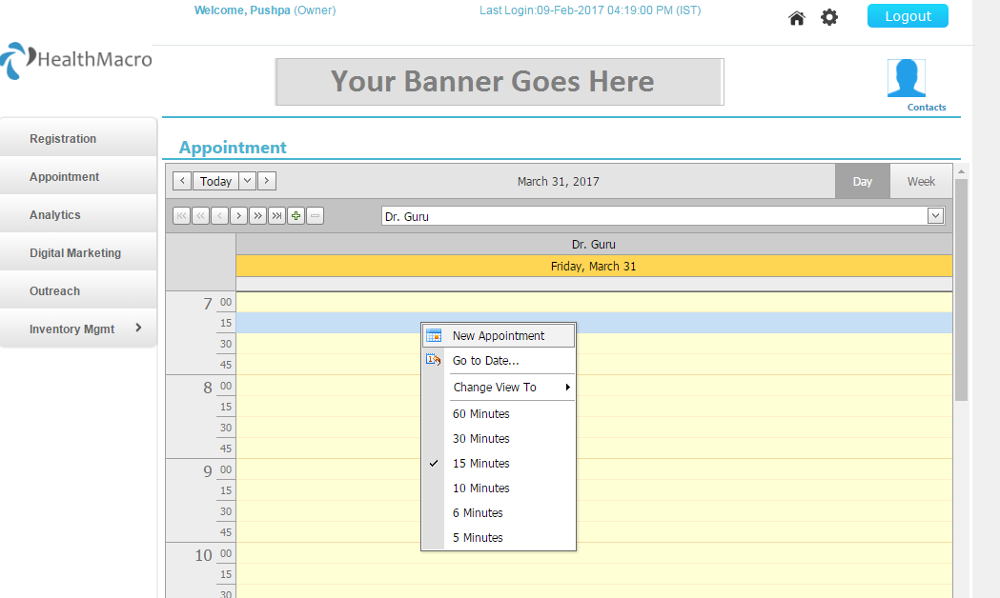 Welcome, Pushpa (Owner)
Last Login:09-Feb-2017 04:19:00 PM (IST)
Logout
HealthMacro
Your Banner Goes Here
Contacts
Registration
Appointment
Analytics
Digital Marketing
Outreach
Inventory Mgmt
Appointment
Today
March 31, 2017
Day
Week
Dr. Guru
Dr. Guru
Friday, March 31
7 00
15
30
45
8 00
15
30
45
9 00
15
30
45
10 00
15
30
New Appointment
Go to Date...
Change View To
60 Minutes
30 Minutes
15 Minutes
10 Minutes
6 Minutes
5 Minutes